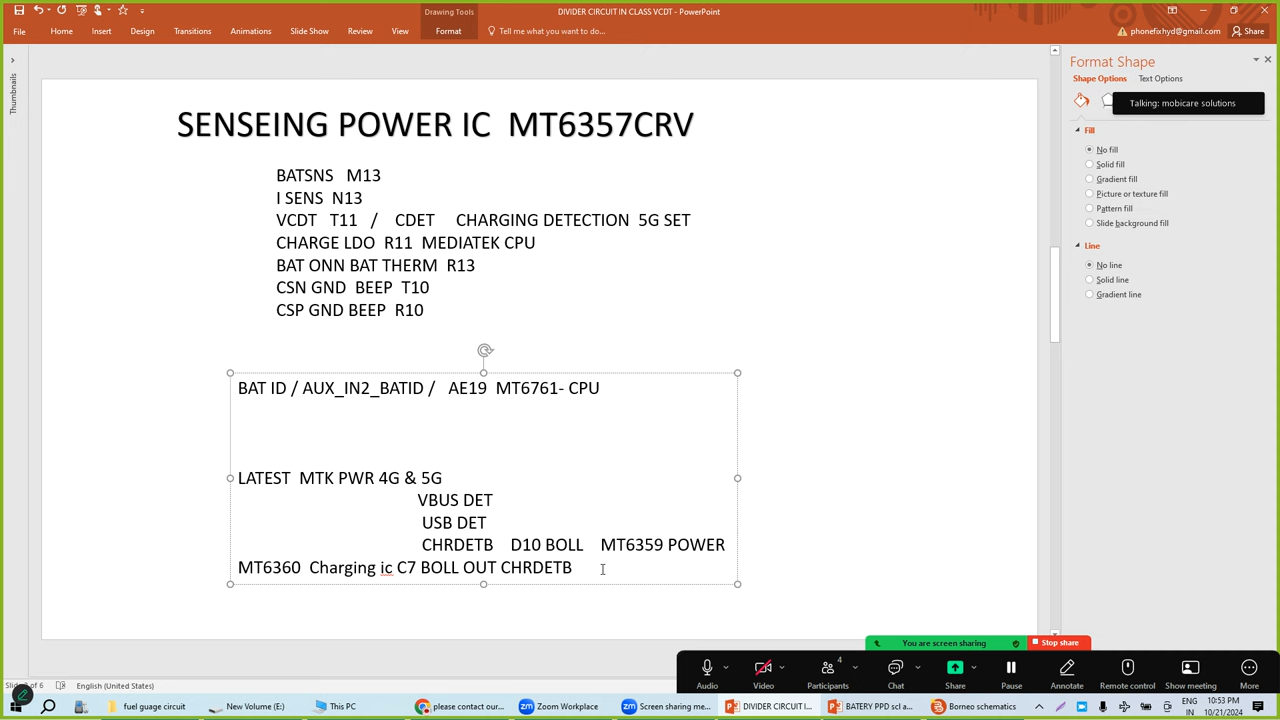 Drawing Tools
DIVIDER CIRCUIT IN CLASS VCDT - PowerPoint
File Home Insert Design Transitions Animations Slide Show Review View Format Tell me what you want to do... phonefixhyd@gmail.com Share
Thumbnails
SENSEING POWER IC MT6357CRV
BATSNS M13
I SENS N13
VCDT T11 / CDET CHARGING DETECTION 5G SET
CHARGE LDO R11 MEDIATEK CPU
BAT ONN BAT THERM R13
CSN GND BEEP T10
CSP GND BEEP R10
BAT ID / AUX_IN2_BATID / AE19 MT6761- CPU
LATEST MTK PWR 4G & 5G
VBUS DET
USB DET
CHRDETB D10 BOLL MT6359 POWER
MT6360 Charging ic C7 BOLL OUT CHRDETB
Format Shape
Shape Options Text Options
Talking: mobicare solutions
Fill
No fill
Solid fill
Gradient fill
Picture or texture fill
Pattern fill
Slide background fill
Line
No line
Solid line
Gradient line
You are screen sharing Stop share
4
Audio Video Participants Chat Share Pause Annotate Remote control Show meeting More
of 6 English (United States)
fuel guage circuit New Volume (E:) This PC please contact our... Zoom Workplace Screen sharing me... DIVIDER CIRCUIT I... BATERY PPD scl a... Borneo schematics ENG IN 10:53 PM 10/21/2024